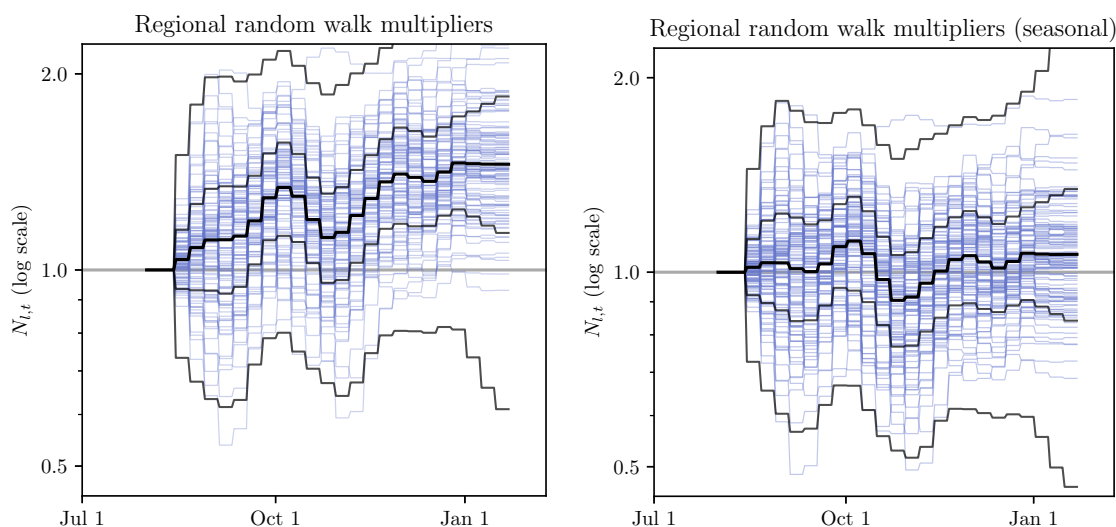 Regional random walk multipliers
2.0
1.0
0.5
N_{l,t} (log scale)
Jul 1
Oct 1
Jan 1
Regional random walk multipliers (seasonal)
2.0
1.0
0.5
N_{l,t} (log scale)
Jul 1
Oct 1
Jan 1